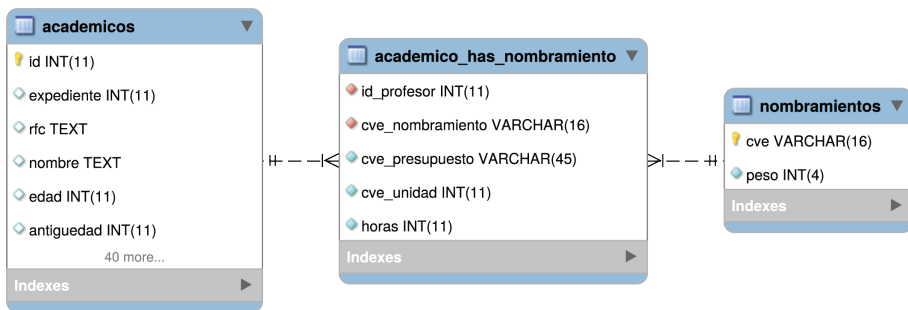 academicos
id INT(11)
expediente INT(11)
rfc TEXT
nombre TEXT
edad INT(11)
antiguedad INT(11)
40 more...
Indexes
academico_has_nombramiento
id_profesor INT(11)
cve_nombramiento VARCHAR(16)
cve_presupuesto VARCHAR(45)
cve_unidad INT(11)
horas INT(11)
Indexes
nombramientos
cve VARCHAR(16)
peso INT(4)
Indexes